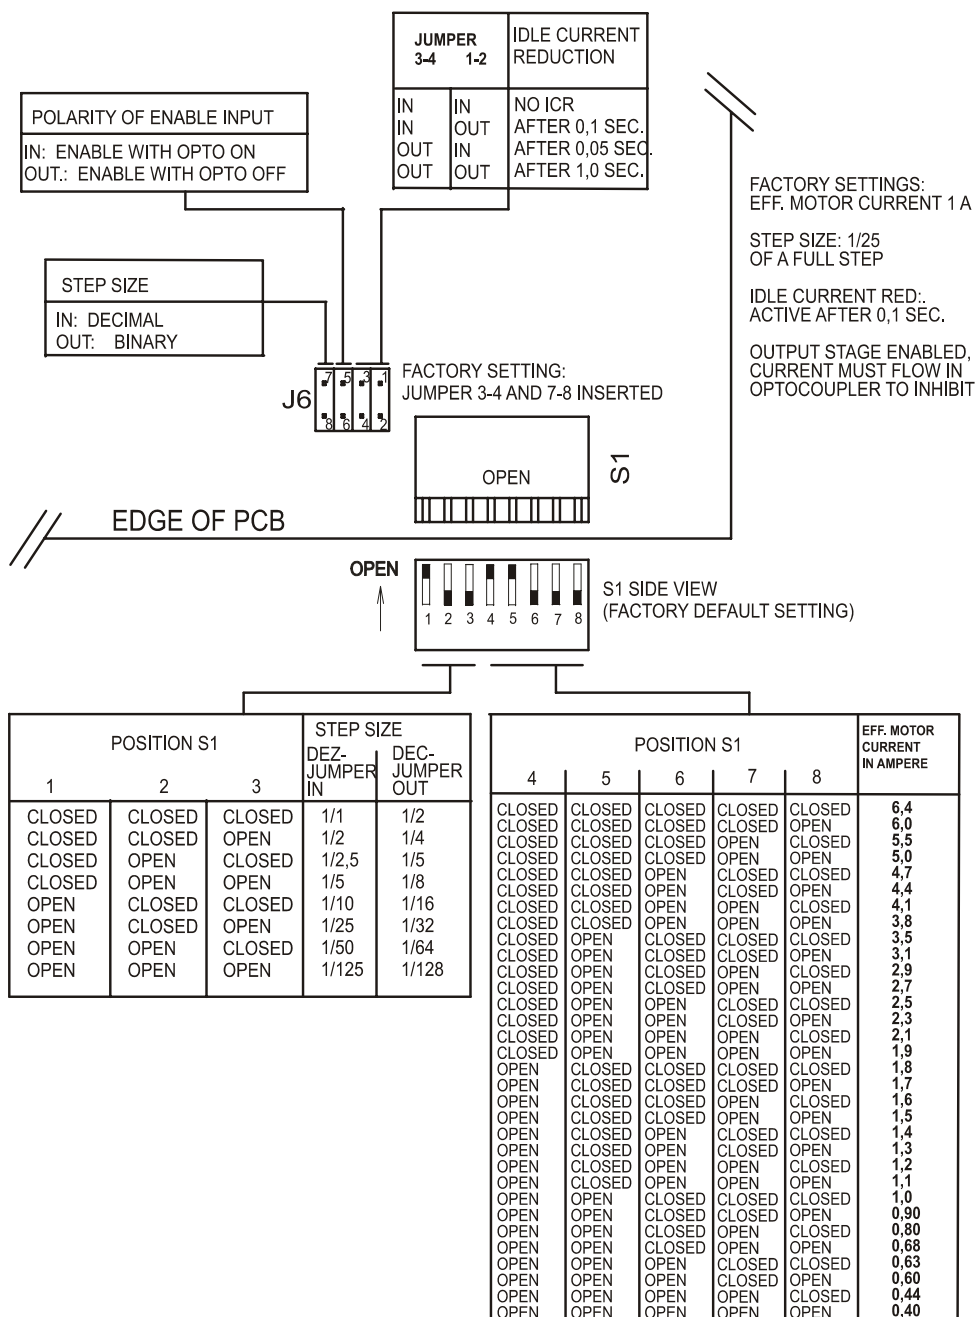 JUMPER
3-4 1-2
IDLE CURRENT
REDUCTION
IN IN NO ICR
IN OUT AFTER 0,1 SEC.
OUT IN AFTER 0,05 SEC.
OUT OUT AFTER 1,0 SEC.
POLARITY OF ENABLE INPUT
IN: ENABLE WITH OPTO ON
OUT.: ENABLE WITH OPTO OFF
FACTORY SETTINGS:
EFF. MOTOR CURRENT 1 A
STEP SIZE: 1/25
OF A FULL STEP
IDLE CURRENT RED:.
ACTIVE AFTER 0,1 SEC.
OUTPUT STAGE ENABLED,
CURRENT MUST FLOW IN
OPTOCOUPLER TO INHIBIT
STEP SIZE
IN: DECIMAL
OUT: BINARY
J6
7 5 3 1
8 6 4 2
FACTORY SETTING:
JUMPER 3-4 AND 7-8 INSERTED
OPEN
S1
EDGE OF PCB
OPEN
1 2 3 4 5 6 7 8
S1 SIDE VIEW
(FACTORY DEFAULT SETTING)
POSITION S1
STEP SIZE
1 2 3
DEZ-
JUMPER
IN
DEC-
JUMPER
OUT
CLOSED CLOSED CLOSED 1/1 1/2
CLOSED CLOSED OPEN 1/2 1/4
CLOSED OPEN CLOSED 1/2,5 1/5
CLOSED OPEN OPEN 1/5 1/8
OPEN CLOSED CLOSED 1/10 1/16
OPEN CLOSED OPEN 1/25 1/32
OPEN OPEN CLOSED 1/50 1/64
OPEN OPEN OPEN 1/125 1/128
POSITION S1
4 5 6 7 8
EFF. MOTOR
CURRENT
IN AMPERE
CLOSED CLOSED CLOSED CLOSED CLOSED 6,4
CLOSED CLOSED CLOSED CLOSED OPEN 6,0
CLOSED CLOSED CLOSED OPEN CLOSED 5,5
CLOSED CLOSED CLOSED OPEN OPEN 5,0
CLOSED CLOSED OPEN CLOSED CLOSED 4,7
CLOSED CLOSED OPEN CLOSED OPEN 4,4
CLOSED CLOSED OPEN OPEN CLOSED 4,1
CLOSED CLOSED OPEN OPEN OPEN 3,8
CLOSED OPEN CLOSED CLOSED CLOSED 3,5
CLOSED OPEN CLOSED CLOSED OPEN 3,1
CLOSED OPEN CLOSED OPEN CLOSED 2,9
CLOSED OPEN CLOSED OPEN OPEN 2,7
CLOSED OPEN OPEN CLOSED CLOSED 2,5
CLOSED OPEN OPEN CLOSED OPEN 2,3
CLOSED OPEN OPEN OPEN CLOSED 2,1
CLOSED OPEN OPEN OPEN OPEN 1,9
OPEN CLOSED CLOSED CLOSED CLOSED 1,8
OPEN CLOSED CLOSED CLOSED OPEN 1,7
OPEN CLOSED CLOSED OPEN CLOSED 1,6
OPEN CLOSED CLOSED OPEN OPEN 1,5
OPEN CLOSED OPEN CLOSED CLOSED 1,4
OPEN CLOSED OPEN CLOSED OPEN 1,3
OPEN CLOSED OPEN OPEN CLOSED 1,2
OPEN CLOSED OPEN OPEN OPEN 1,1
OPEN OPEN CLOSED CLOSED CLOSED 1,0
OPEN OPEN CLOSED CLOSED OPEN 0,90
OPEN OPEN CLOSED OPEN CLOSED 0,80
OPEN OPEN CLOSED OPEN OPEN 0,68
OPEN OPEN OPEN CLOSED CLOSED 0,63
OPEN OPEN OPEN CLOSED OPEN 0,60
OPEN OPEN OPEN OPEN CLOSED 0,44
OPEN OPEN OPEN OPEN OPEN 0,40